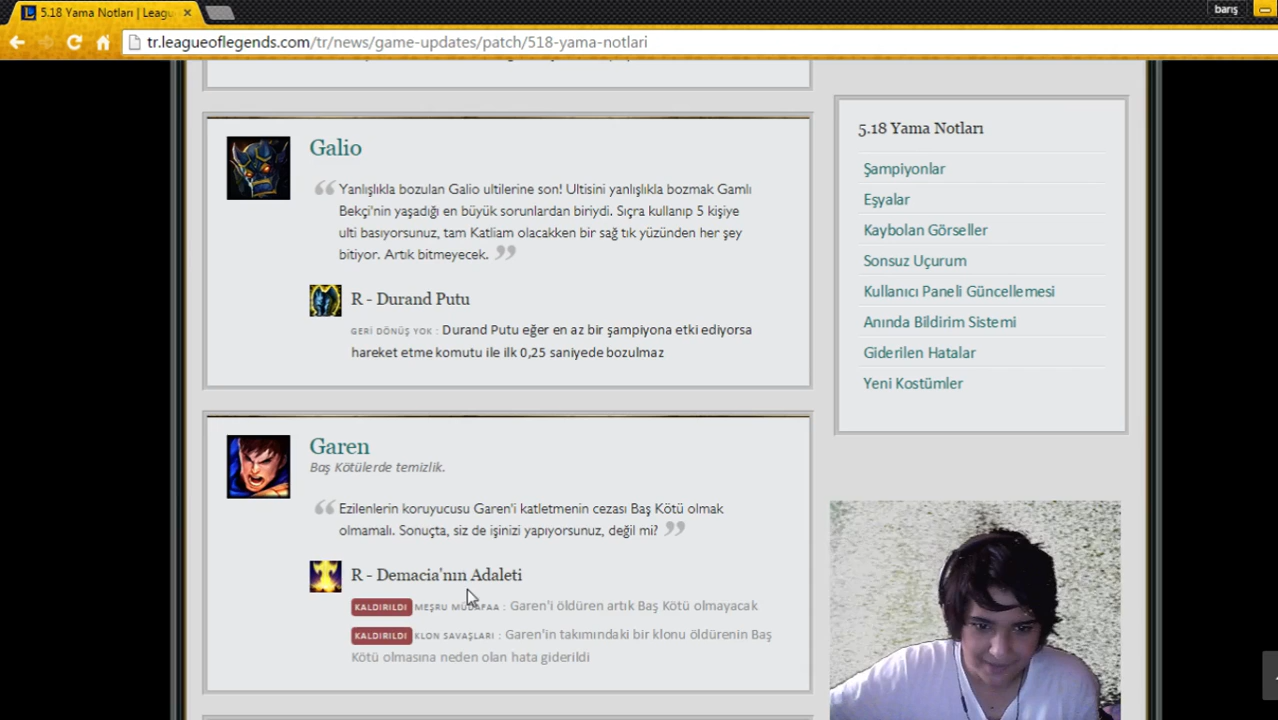 5.18 Yama Notları | Leagu
barış
tr.leagueoflegends.com/tr/news/game-updates/patch/518-yama-notlari
Galio
Yanlışlıkla bozulan Galio ultilerine son! Ultisini yanlışlıkla bozmak Gamlı
Bekçi'nin yaşadığı en büyük sorunlardan biriydi. Sıçra kullanıp 5 kişiye
ulti basıyorsunuz, tam Katliam olacakken bir sağ tık yüzünden her şey
bitiyor. Artık bitmeyecek.
R - Durand Putu
GERİ DÖNÜŞ YOK : Durand Putu eğer en az bir şampiyona etki ediyorsa
hareket etme komutu ile ilk 0,25 saniyede bozulmaz
Garen
Baş Kötülerde temizlik.
Ezilenlerin koruyucusu Garen'i katletmenin cezası Baş Kötü olmak
olmamalı. Sonuçta, siz de işinizi yapıyorsunuz, değil mi?
R - Demacia'nın Adaleti
KALDIRILDI MEŞRU MÜDAFAA : Garen'i öldüren artık Baş Kötü olmayacak
KALDIRILDI KLON SAVAŞLARI : Garen'in takımındaki bir klonu öldürenin Baş
Kötü olmasına neden olan hata giderildi
5.18 Yama Notları
Şampiyonlar
Eşyalar
Kaybolan Görseller
Sonsuz Uçurum
Kullanıcı Paneli Güncellemesi
Anında Bildirim Sistemi
Giderilen Hatalar
Yeni Kostümler